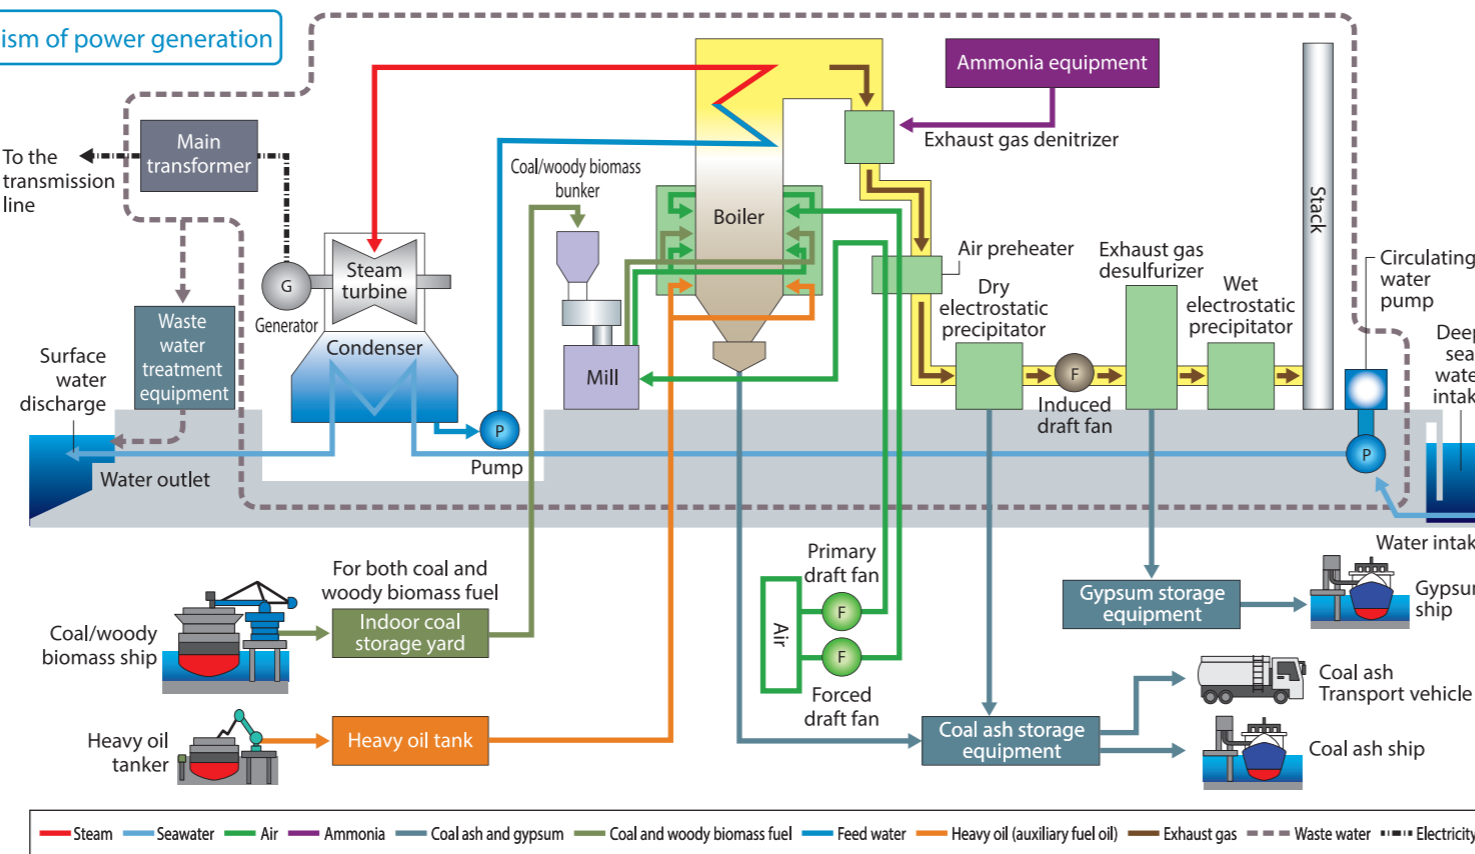 ism of power generation
Ammonia equipment
Exhaust gas denitrizer
Main
transformer
To the
transmission
line
Coal/woody biomass
bunker
Boiler
Stack
Steam
turbine
G
Generator
Condenser
Air preheater
Exhaust gas
desulfurizer
Dry
electrostatic
precipitator
Wet
electrostatic
precipitator
Circulating
water
pump
Waste
water
treatment
equipment
Surface
water
discharge
Mill
F
Induced
draft fan
Deep
sea
wate
intak
P
Pump
P
Water outlet
Water intak
Primary
draft fan
F
Air
F
Forced
draft fan
For both coal and
woody biomass fuel
Indoor coal
storage yard
Coal/woody
biomass ship
Gypsum storage
equipment
Gypsum
ship
Heavy oil
tanker
Heavy oil tank
Coal ash storage
equipment
Coal ash
Transport vehicle
Coal ash ship
Steam Seawater Air Ammonia Coal ash and gypsum Coal and woody biomass fuel Feed water Heavy oil (auxiliary fuel oil) Exhaust gas Waste water Electricity